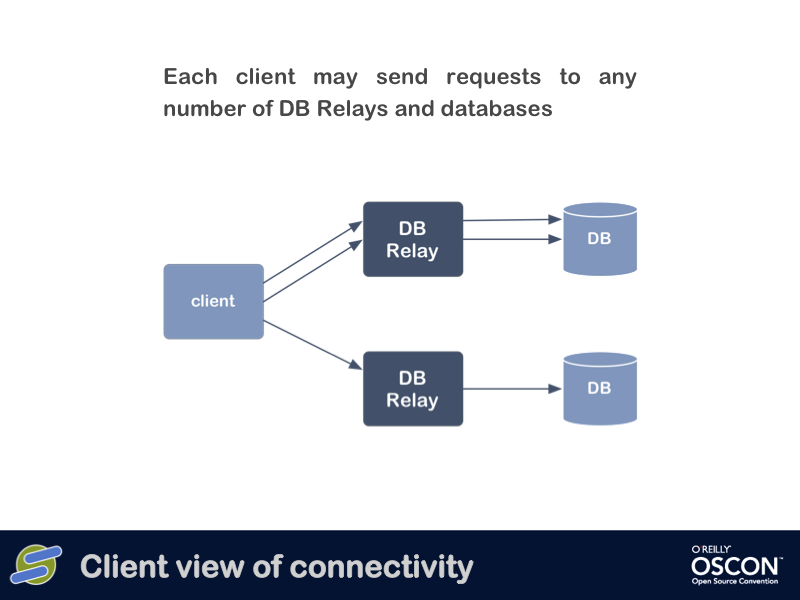 Each client may send requests to any
number of DB Relays and databases
DB
Relay
DB
client
DB
Relay
DB
Client view of connectivity
O'REILLY
OSCON™
Open Source Convention